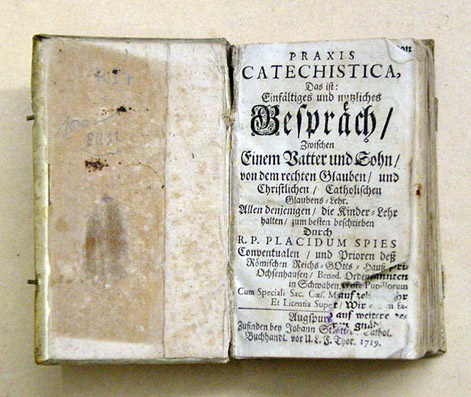 PRAXIS
CATECHISTICA,
Das ist:
Einfältiges und nutzliches
Gespräch/
Zwischen
Einem Vatter und Sohn/
von dem rechten Glauben/ und
Christlichen/ Catholischen
Glaubens-Lehr.
Allen denjenigen/ die Kinder-Lehr
halten/ zum besten beschrieben
Durch
R. P. PLACIDUM SPIES
Conventualen/ und Prioren deß
Römischen Reichs-GOtts-Hauß
Ochsenhausen/ Bened. Ordens
in Schwaben
Cum Speciali Sac. Cæs. Ma
Et Licentia Super
Augspurg
Zufinden bey Johann Cathol.
Buchhandl. vor U. L. F. Thor. 1719.